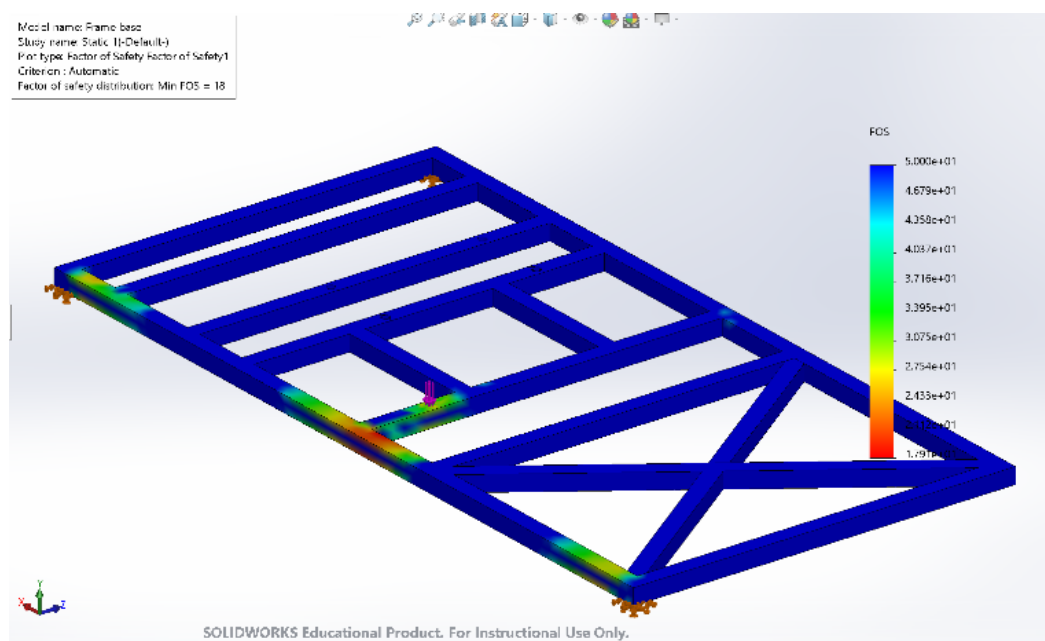 Model name: Frame base
Study name: Static 1(-Default-)
Plot type: Factor of Safety Factor of Safety1
Criterion : Automatic
Factor of safety distribution: Min FOS = 18
FOS
5.000e+01
4.679e+01
4.358e+01
4.037e+01
3.716e+01
3.395e+01
3.075e+01
2.754e+01
2.433e+01
Y
X
Z
SOLIDWORKS Educational Product. For Instructional Use Only.